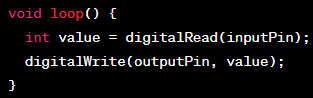 void loop() {
  int value = digitalRead(inputPin);
  digitalWrite(outputPin, value);
}